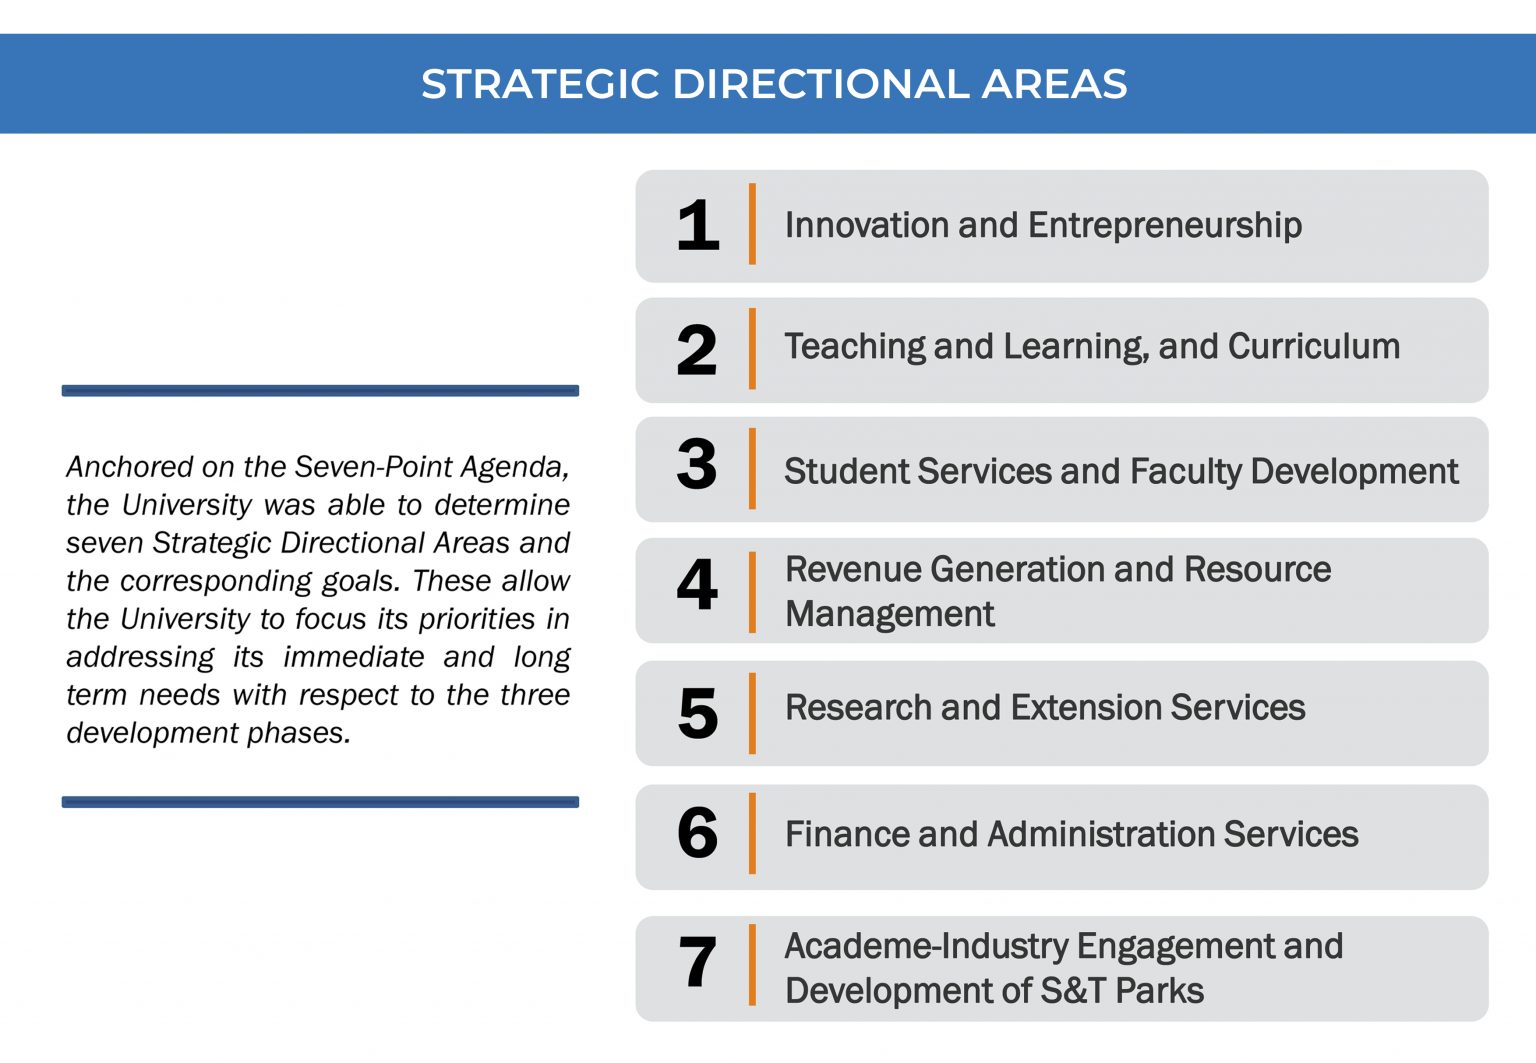 STRATEGIC DIRECTIONAL AREAS
Anchored on the Seven-Point Agenda,
the University was able to determine
seven Strategic Directional Areas and
the corresponding goals. These allow
the University to focus its priorities in
addressing its immediate and long
term needs with respect to the three
development phases.
1 Innovation and Entrepreneurship
2 Teaching and Learning, and Curriculum
3 Student Services and Faculty Development
4 Revenue Generation and Resource
Management
5 Research and Extension Services
6 Finance and Administration Services
7 Academe-Industry Engagement and
Development of S&T Parks